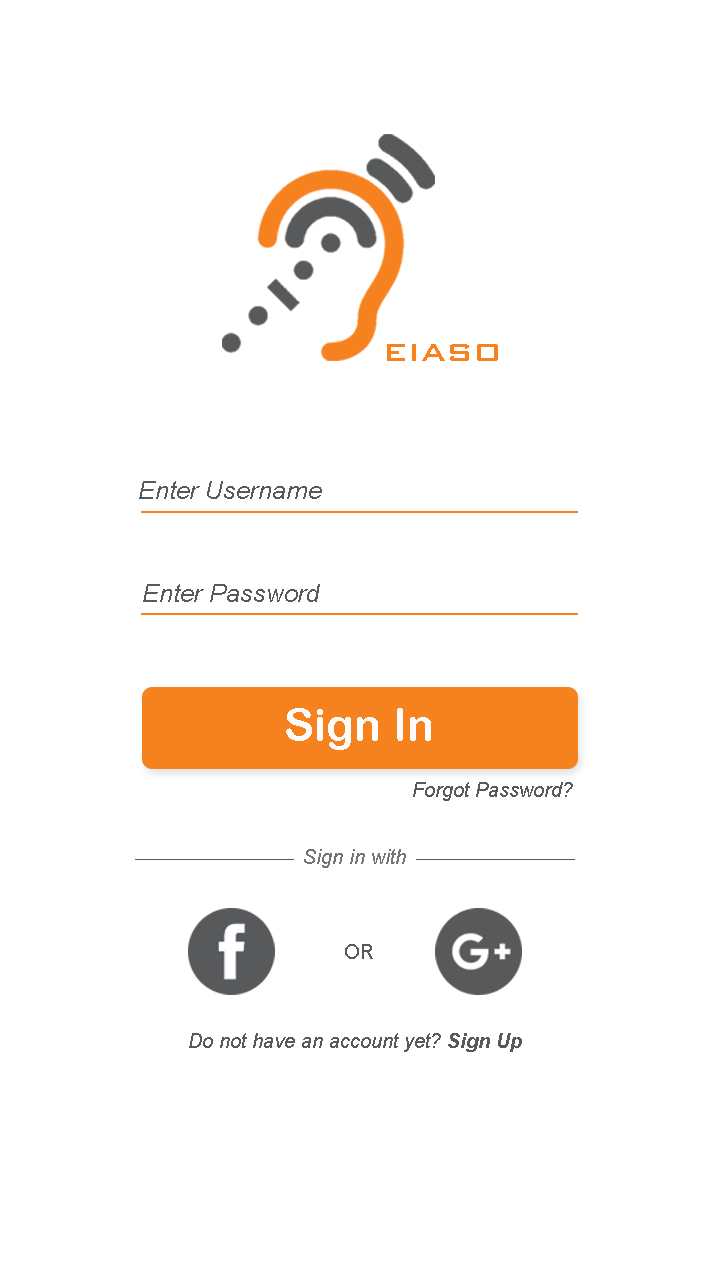 EIASO
Enter Username
Enter Password
Sign In
Forgot Password?
Sign in with
f OR G+
Do not have an account yet? Sign Up